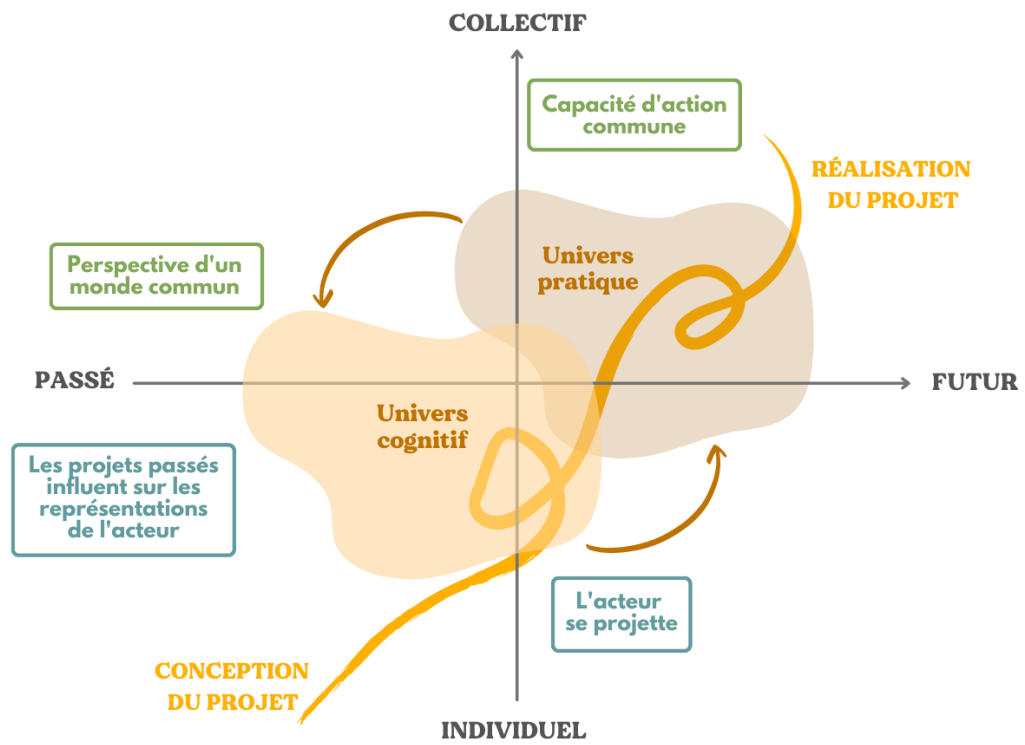 COLLECTIF
Capacité d'action
commune
RÉALISATION
DU PROJET
Univers
pratique
Perspective d'un
monde commun
PASSÉ
FUTUR
Univers
cognitif
Les projets passés
influent sur les
représentations
de l'acteur
L'acteur
se projette
CONCEPTION
DU PROJET
INDIVIDUEL